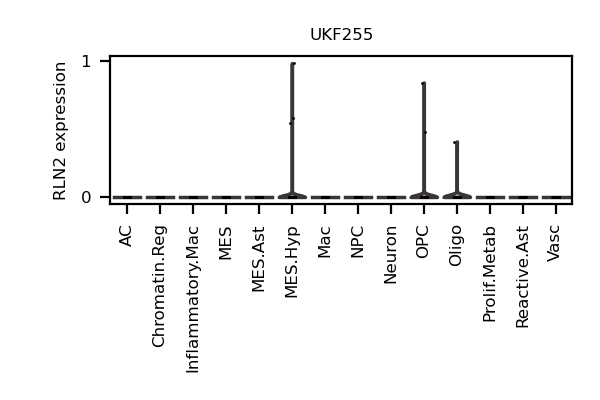 UKF255
RLN2 expression
1
0
AC
Chromatin.Reg
Inflammatory.Mac
MES
MES.Ast
MES.Hyp
Mac
NPC
Neuron
OPC
Oligo
Prolif.Metab
Reactive.Ast
Vasc